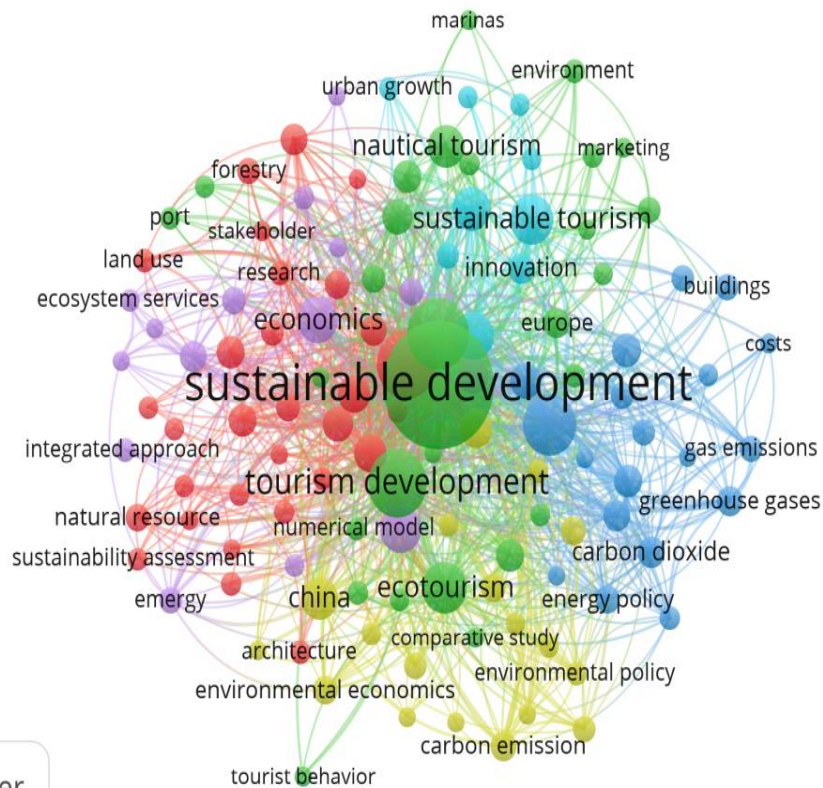 marinas
environment
urban growth
nautical tourism
marketing
forestry
port
sustainable tourism
stakeholder
land use
research
innovation
buildings
ecosystem services
economics
europe
costs
sustainable development
integrated approach
gas emissions
tourism development
greenhouse gases
natural resource
numerical model
sustainability assessment
carbon dioxide
emergy
china
ecotourism
energy policy
comparative study
architecture
environmental policy
environmental economics
carbon emission
tourist behavior
er